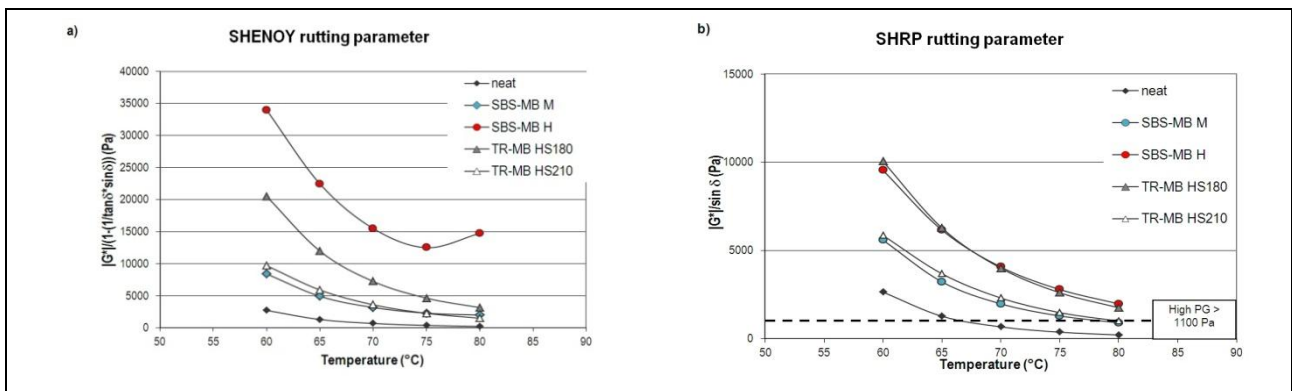 a)
SHENOY rutting parameter
|G*|/(1-(1/tanδ*sinδ)) (Pa)
40000
35000
30000
25000
20000
15000
10000
5000
0
50
55
60
65
70
75
80
85
90
Temperature (°C)
neat
SBS-MB M
SBS-MB H
TR-MB HS180
TR-MB HS210
b)
SHRP rutting parameter
|G*|/sin δ (Pa)
15000
10000
5000
0
50
55
60
65
70
75
80
85
90
Temperature (°C)
neat
SBS-MB M
SBS-MB H
TR-MB HS180
TR-MB HS210
High PG >
1100 Pa